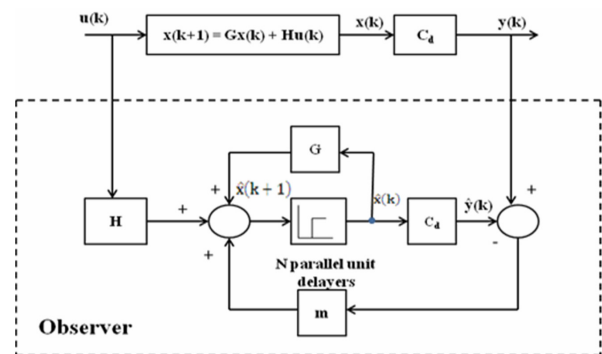 u(k)
x(k+1) = Gx(k) + Hu(k)
x(k)
C_d
y(k)
G
+
x̂(k+1)
x̂(k)
+
H
+
C_d
ŷ(k)
+
-
N parallel unit
delayers
m
Observer